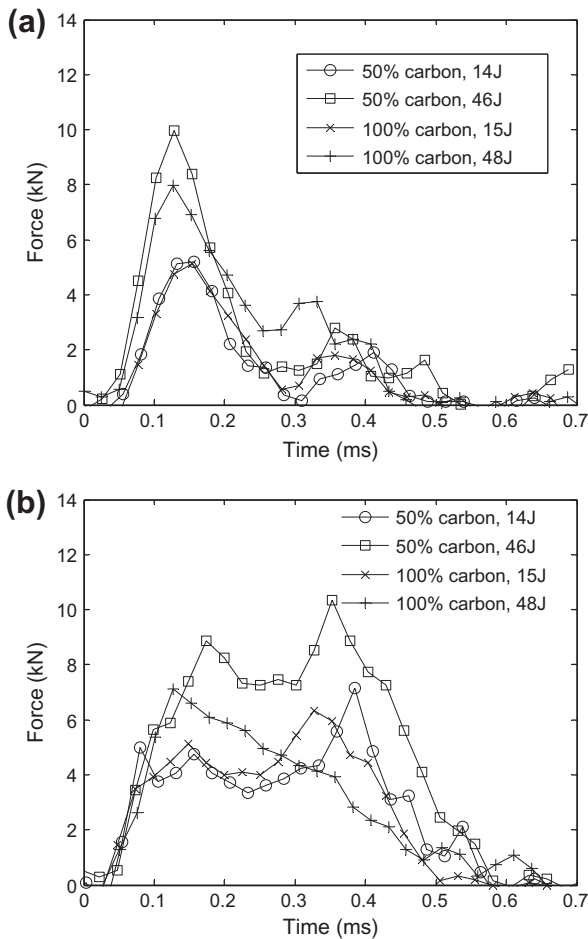 (a)
14
12
10
8
6
4
2
0
Force (kN)
50% carbon, 14J
50% carbon, 46J
100% carbon, 15J
100% carbon, 48J
0 0.1 0.2 0.3 0.4 0.5 0.6 0.7
Time (ms)
(b)
14
12
10
8
6
4
2
0
Force (kN)
50% carbon, 14J
50% carbon, 46J
100% carbon, 15J
100% carbon, 48J
0 0.1 0.2 0.3 0.4 0.5 0.6 0.7
Time (ms)